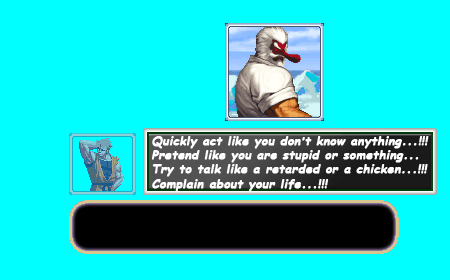 Quickly act like you don't know anything...!!!
Pretend like you are stupid or something...
Try to talk like a retarded or a chicken...!!!
Complain about your life...!!!